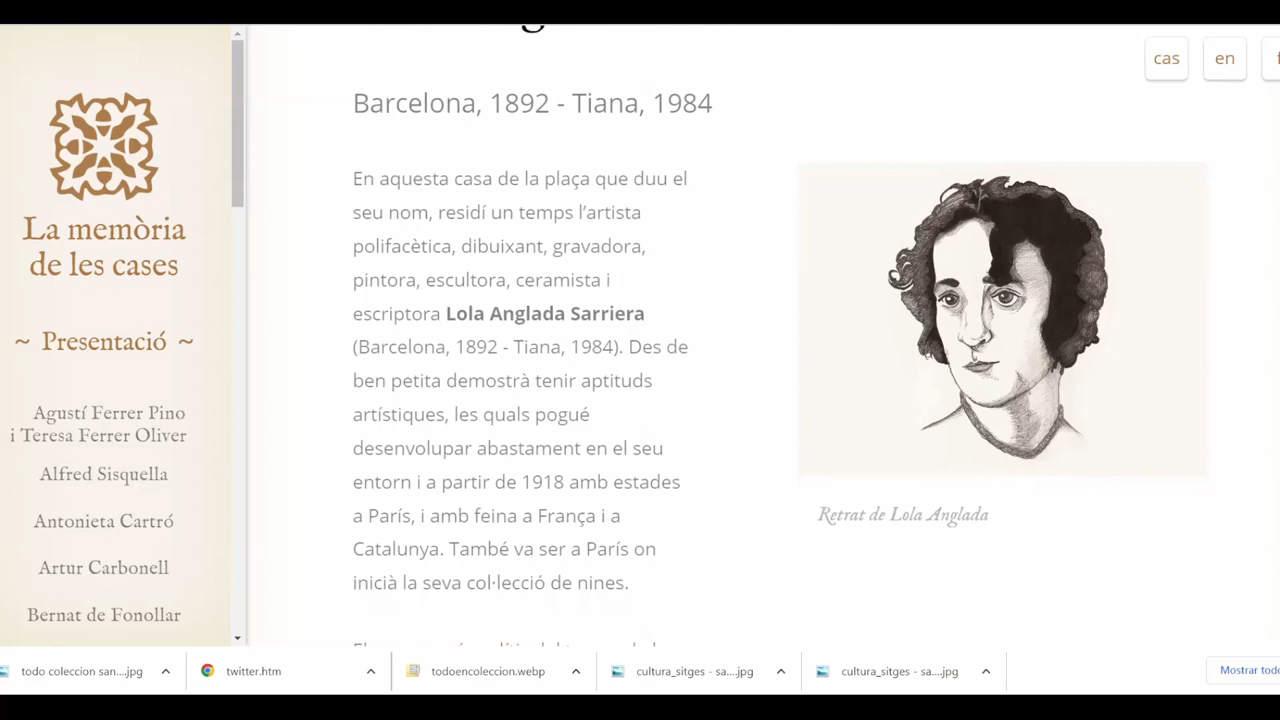 cas
en
La memòria
de les cases
~ Presentació ~
Agustí Ferrer Pino
i Teresa Ferrer Oliver
Alfred Sisquella
Antonieta Cartró
Artur Carbonell
Bernat de Fonollar
Barcelona, 1892 - Tiana, 1984
En aquesta casa de la plaça que duu el
seu nom, residí un temps l’artista
polifacètica, dibuixant, gravadora,
pintora, escultora, ceramista i
escriptora Lola Anglada Sarriera
(Barcelona, 1892 - Tiana, 1984). Des de
ben petita demostrà tenir aptituds
artístiques, les quals pogué
desenvolupar abastament en el seu
entorn i a partir de 1918 amb estades
a París, i amb feina a França i a
Catalunya. També va ser a París on
inicià la seva col·lecció de nines.
Retrat de Lola Anglada
todo coleccion san....jpg
twitter.htm
todoencoleccion.webp
cultura_sitges - sa....jpg
cultura_sitges - sa....jpg
Mostrar todo